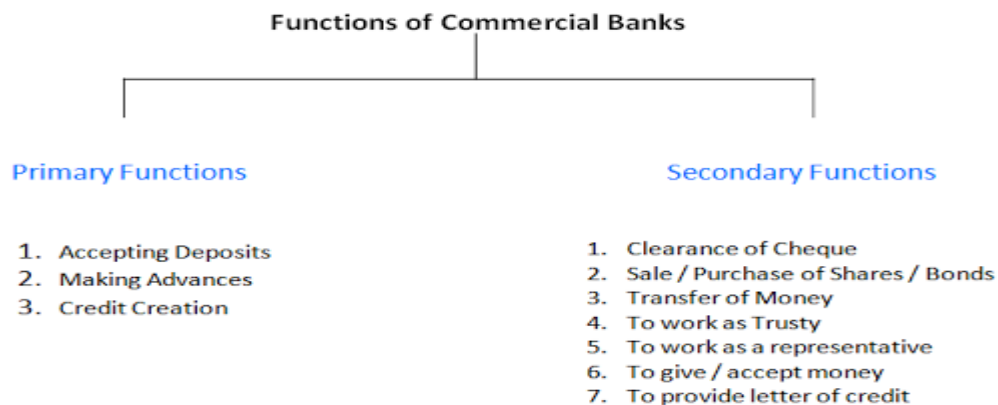 Functions of Commercial Banks
Primary Functions
1. Accepting Deposits
2. Making Advances
3. Credit Creation
Secondary Functions
1. Clearance of Cheque
2. Sale / Purchase of Shares / Bonds
3. Transfer of Money
4. To work as Trusty
5. To work as a representative
6. To give / accept money
7. To provide letter of credit